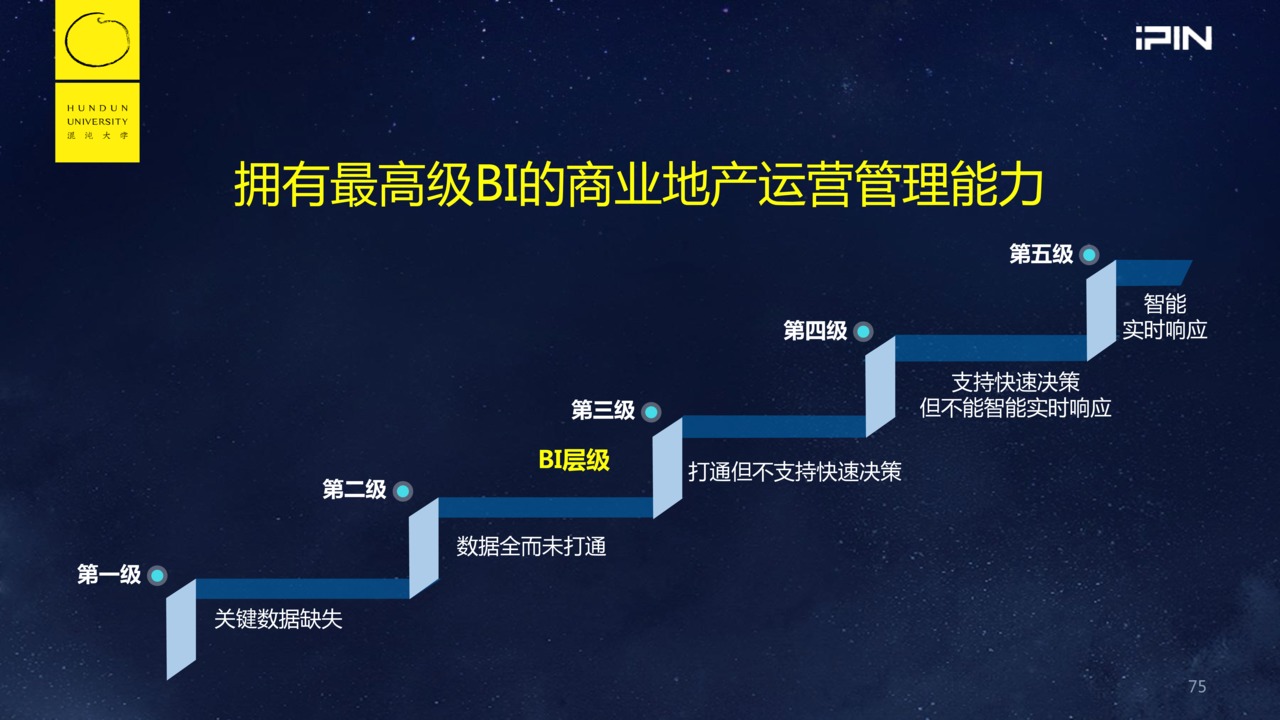 HUNDUN
UNIVERSITY
混沌大学
iPIN
拥有最高级BI的商业地产运营管理能力
第五级
智能
实时响应
第四级
支持快速决策
但不能智能实时响应
第三级
BI层级
打通但不支持快速决策
第二级
数据全而未打通
第一级
关键数据缺失
75